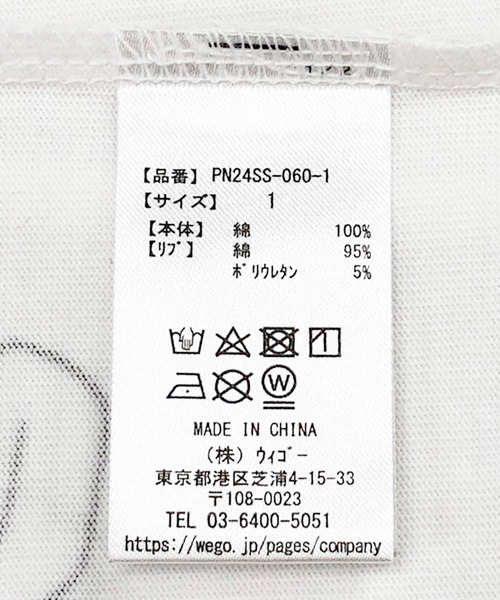 【品番】 PN24SS-060-1
【サイズ】 1
【本体】 綿 100%
【リブ】 綿 95%
ポリウレタン 5%
W
MADE IN CHINA
(株) ウィゴー
東京都港区芝浦4-15-33
〒108-0023
TEL 03-6400-5051
https://wego.jp/pages/company